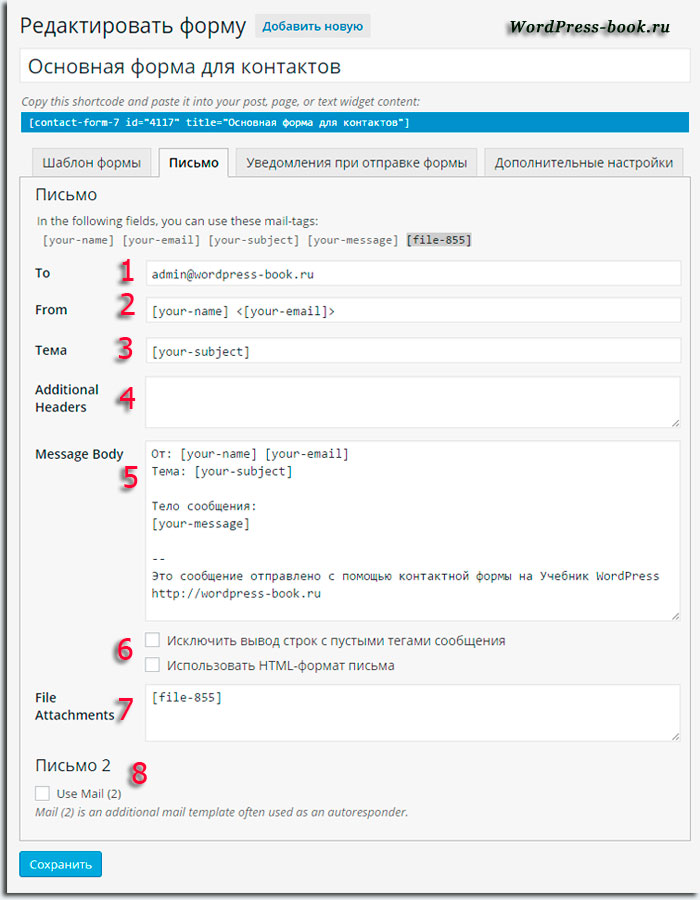 Редактировать форму Добавить новую
WordPress-book.ru
Основная форма для контактов
Copy this shortcode and paste it into your post, page, or text widget content:
[contact-form-7 id="4117" title="Основная форма для контактов"]
Шаблон формы Письмо Уведомления при отправке формы Дополнительные настройки
Письмо
In the following fields, you can use these mail-tags:
[your-name] [your-email] [your-subject] [your-message] [file-855]
To 1 admin@wordpress-book.ru
From 2 [your-name] <[your-email]>
Тема 3 [your-subject]
Additional
Headers 4
Message Body 5
От: [your-name] [your-email]
Тема: [your-subject]
Тело сообщения:
[your-message]
--
Это сообщение отправлено с помощью контактной формы на Учебник WordPress
http://wordpress-book.ru
6
Исключить вывод строк с пустыми тегами сообщения
Использовать HTML-формат письма
File
Attachments 7
[file-855]
Письмо 2 8
Use Mail (2)
Mail (2) is an additional mail template often used as an autoresponder.
Сохранить